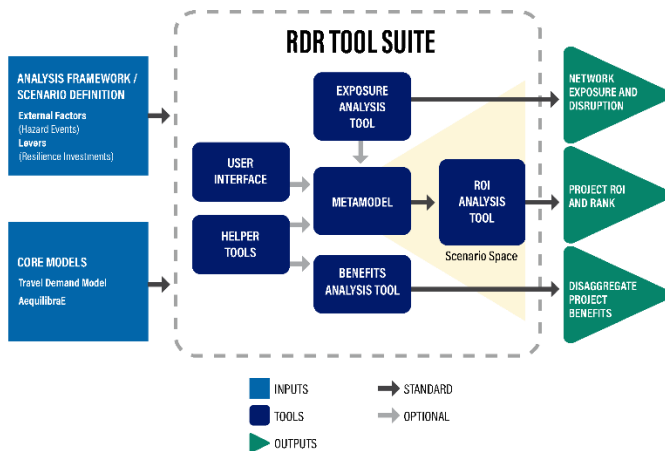 RDR TOOL SUITE
ANALYSIS FRAMEWORK /
SCENARIO DEFINITION
External Factors
(Hazard Events)
Levers
(Resilience Investments)
CORE MODELS
Travel Demand Model
AequilibraE
EXPOSURE
ANALYSIS
TOOL
USER
INTERFACE
METAMODEL
HELPER
TOOLS
BENEFITS
ANALYSIS TOOL
ROI
ANALYSIS
TOOL
Scenario Space
NETWORK
EXPOSURE AND
DISRUPTION
PROJECT ROI
AND RANK
DISAGGREGATE
PROJECT
BENEFITS
INPUTS
TOOLS
OUTPUTS
STANDARD
OPTIONAL